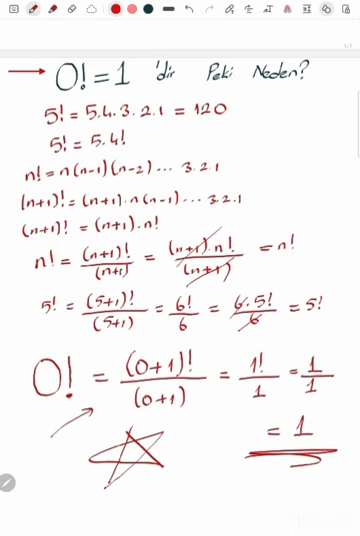 1/1
0! = 1 'dir Peki Neden?
5! = 5.4.3.2.1 = 120
5! = 5.4!
n! = n(n-1)(n-2)... 3.2.1
(n+1)! = (n+1).n(n-1)... 3.2.1
(n+1)! = (n+1).n!
n! = (n+1)!/(n+1) = (n+1)n!/(n+1) = n!
5! = (5+1)!/(5+1) = 6!/6 = 6.5!/6 = 5!
0! = (0+1)!/(0+1) = 1!/1 = 1/1
= 1